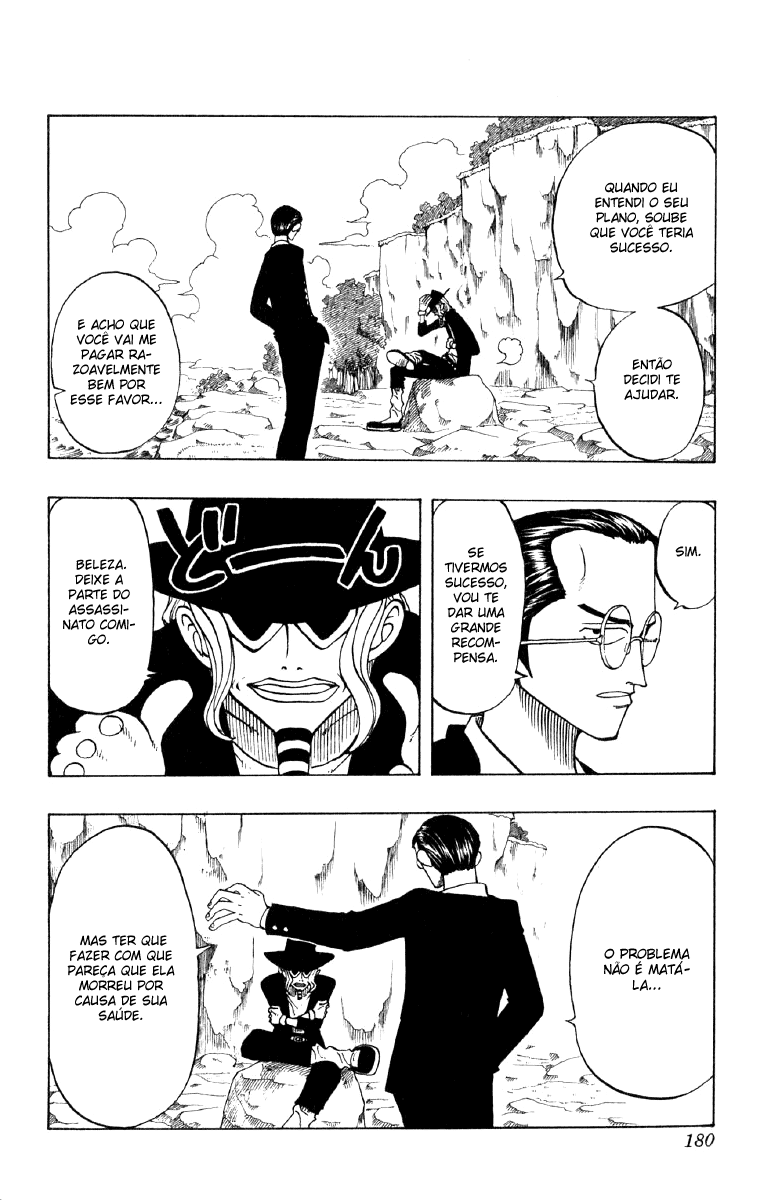 QUANDO EU
ENTENDI O SEU
PLANO, SOUBE
QUE VOCÊ TERIA
SUCESSO.
ENTÃO
DECIDI TE
AJUDAR.
E ACHO QUE
VOCÊ VAI ME
PAGAR RA-
ZOAVELMENTE
BEM POR
ESSE FAVOR...
SIM.
SE
TIVERMOS
SUCESSO,
VOU TE
DAR UMA
GRANDE
RECOM-
PENSA.
どーん
BELEZA.
DEIXE A
PARTE DO
ASSASSI-
NATO COMI-
GO.
O PROBLEMA
NÃO É MATÁ-
LA...
MAS TER QUE
FAZER COM QUE
PAREÇA QUE ELA
MORREU POR
CAUSA DE SUA
SAÚDE.
180